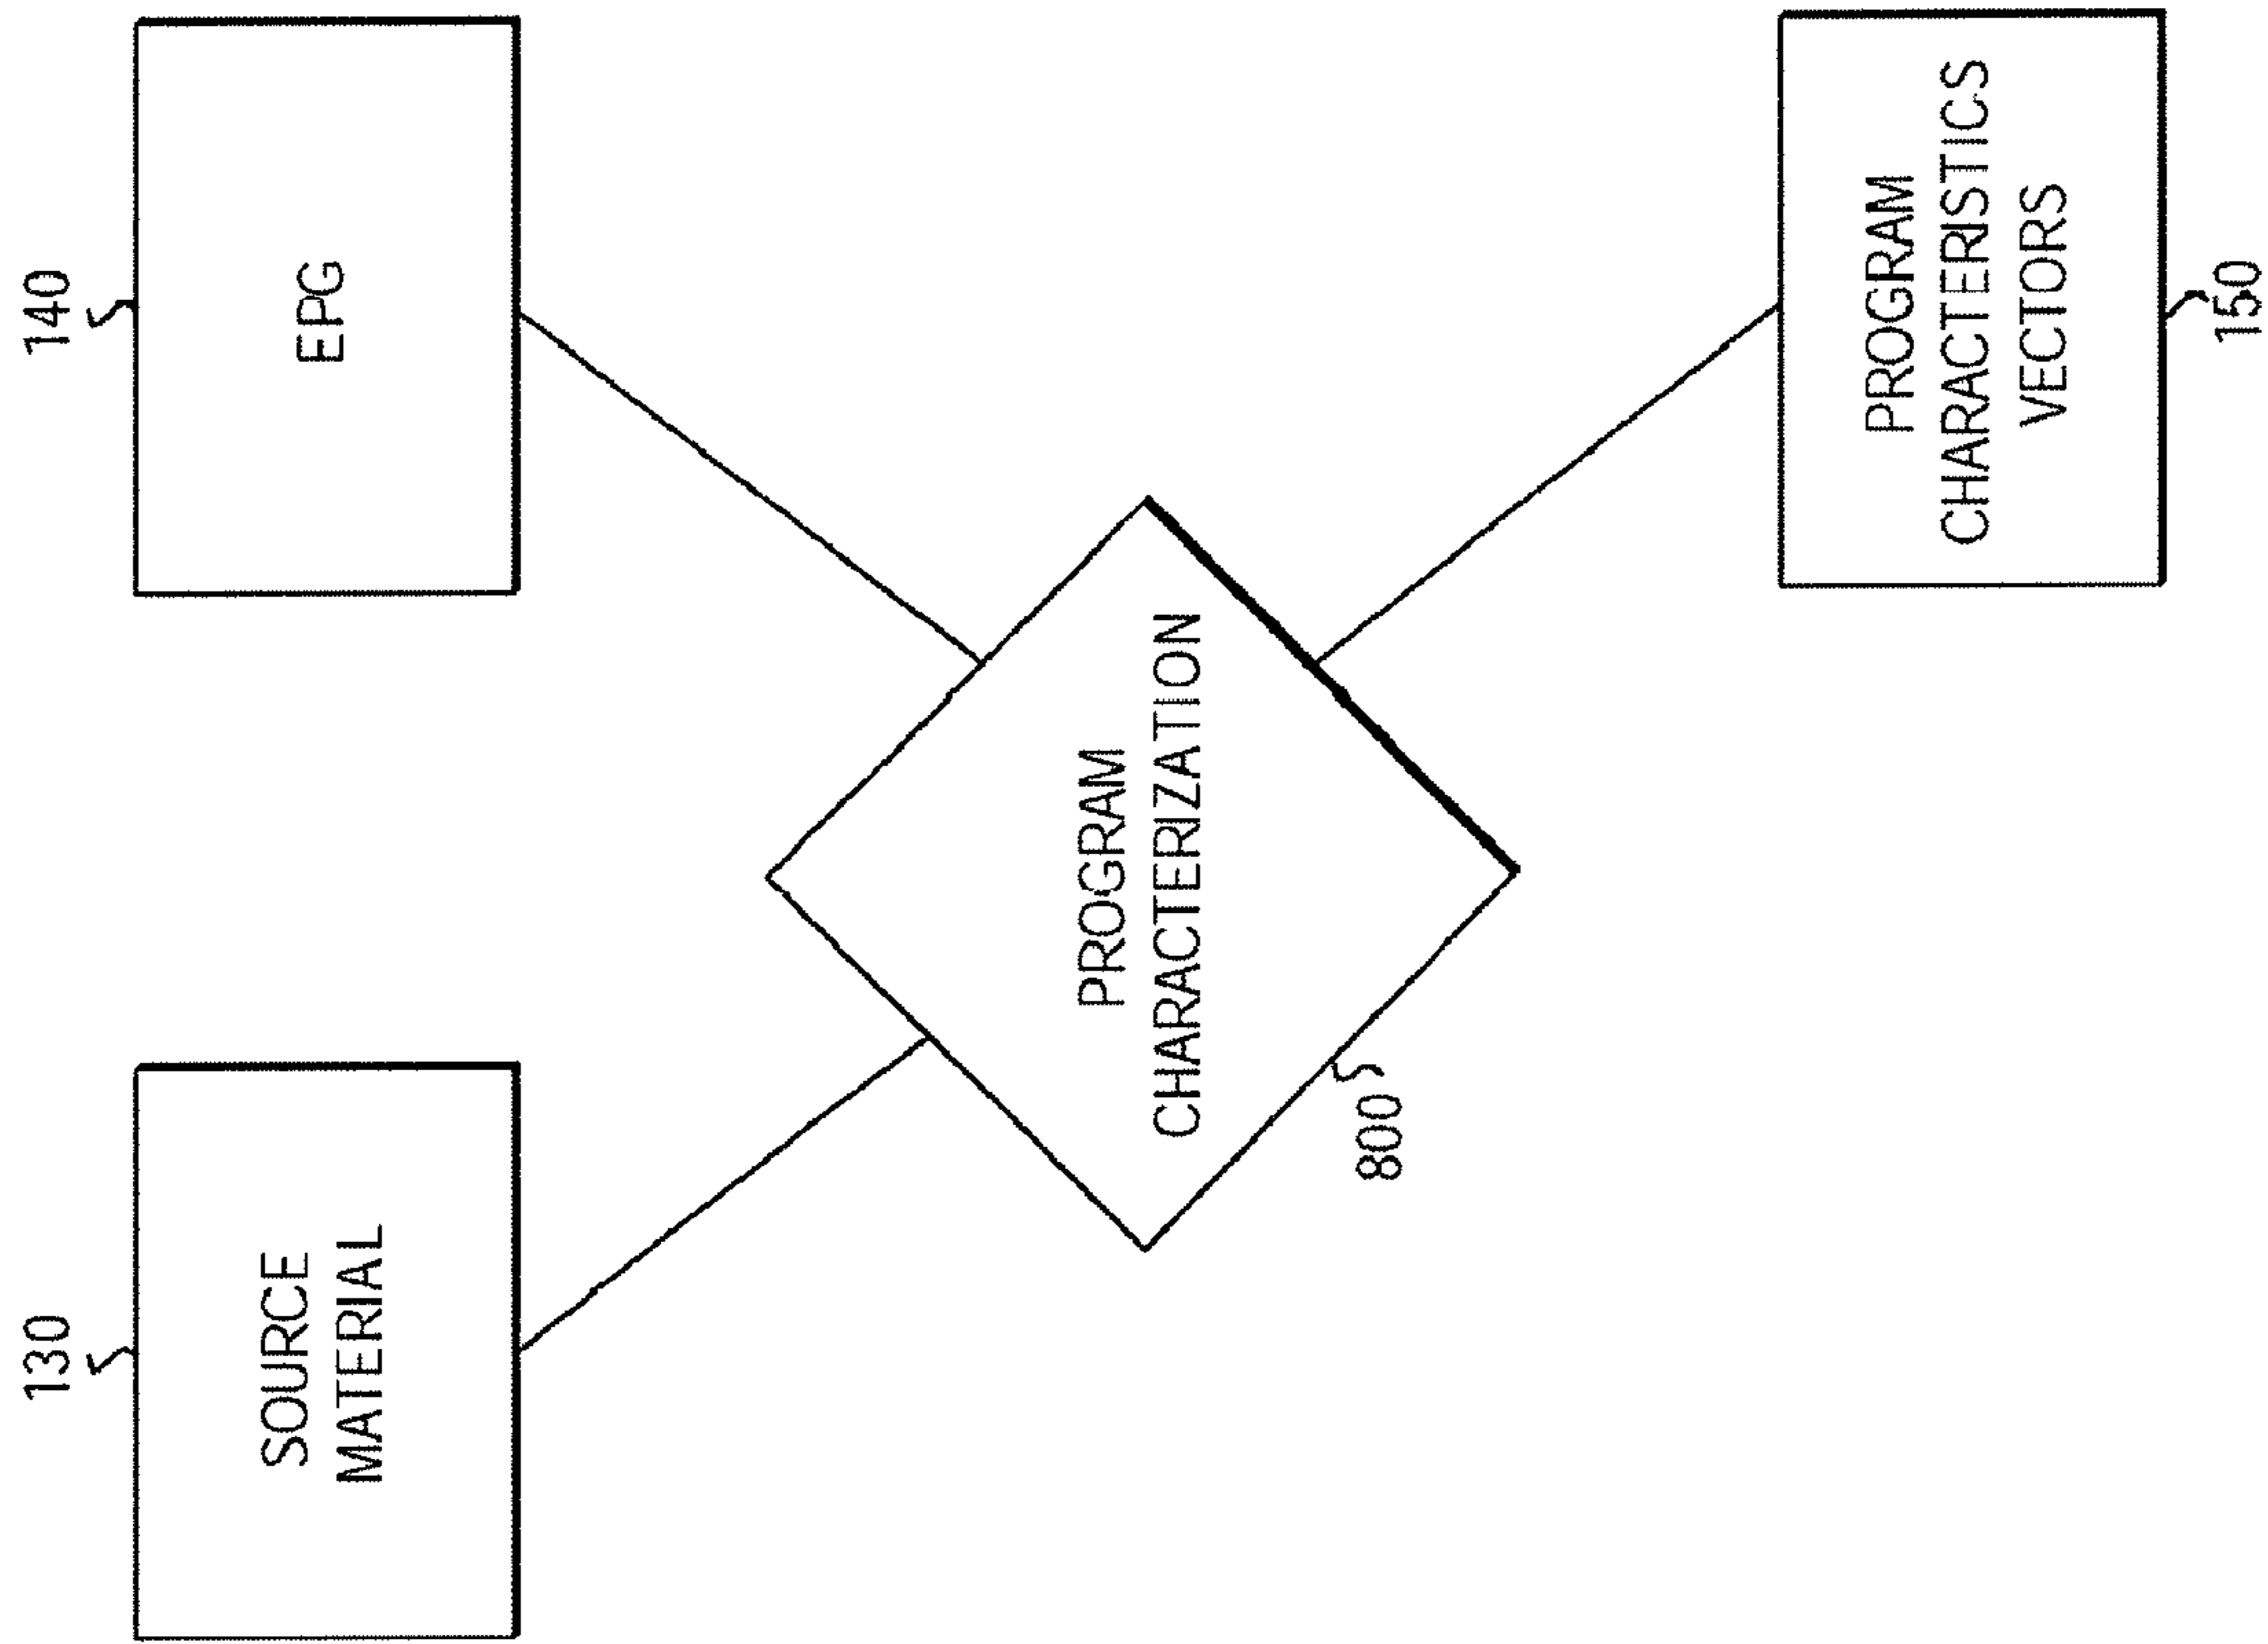 130
SOURCE
MATERIAL
140
EPG
PROGRAM
CHARACTERIZATION
800
PROGRAM
CHARACTERISTICS
VECTORS
150